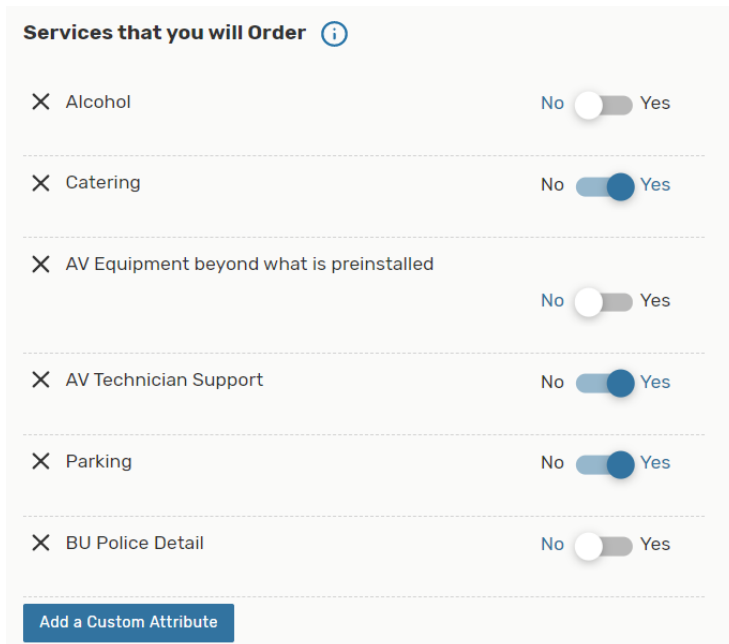 Services that you will Order
Alcohol No Yes
Catering No Yes
AV Equipment beyond what is preinstalled
No Yes
AV Technician Support No Yes
Parking No Yes
BU Police Detail No Yes
Add a Custom Attribute